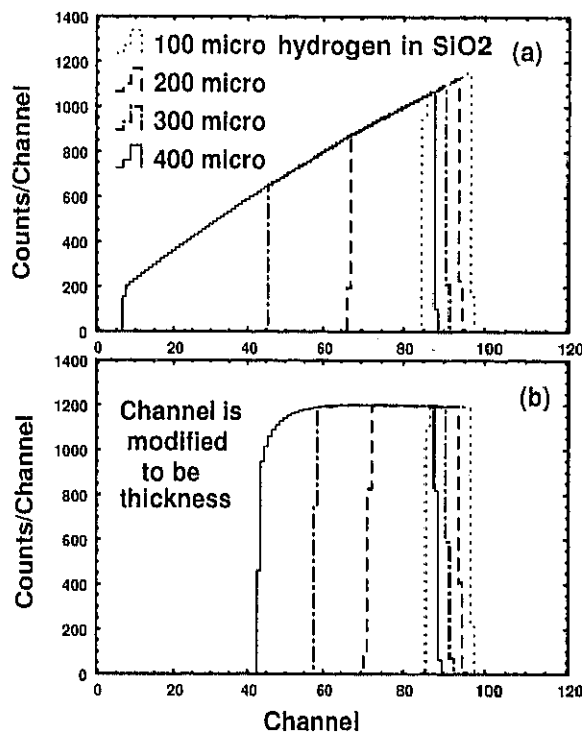 1400
1200
1000
800
600
400
200
0
Counts/Channel
100 micro hydrogen in SiO2 (a)
200 micro
300 micro
400 micro
0 20 40 60 80 100 120
1400
1200
1000
800
600
400
200
0
Counts/Channel
(b)
Channel is
modified
to be
thickness
0 20 40 60 80 100 120
Channel